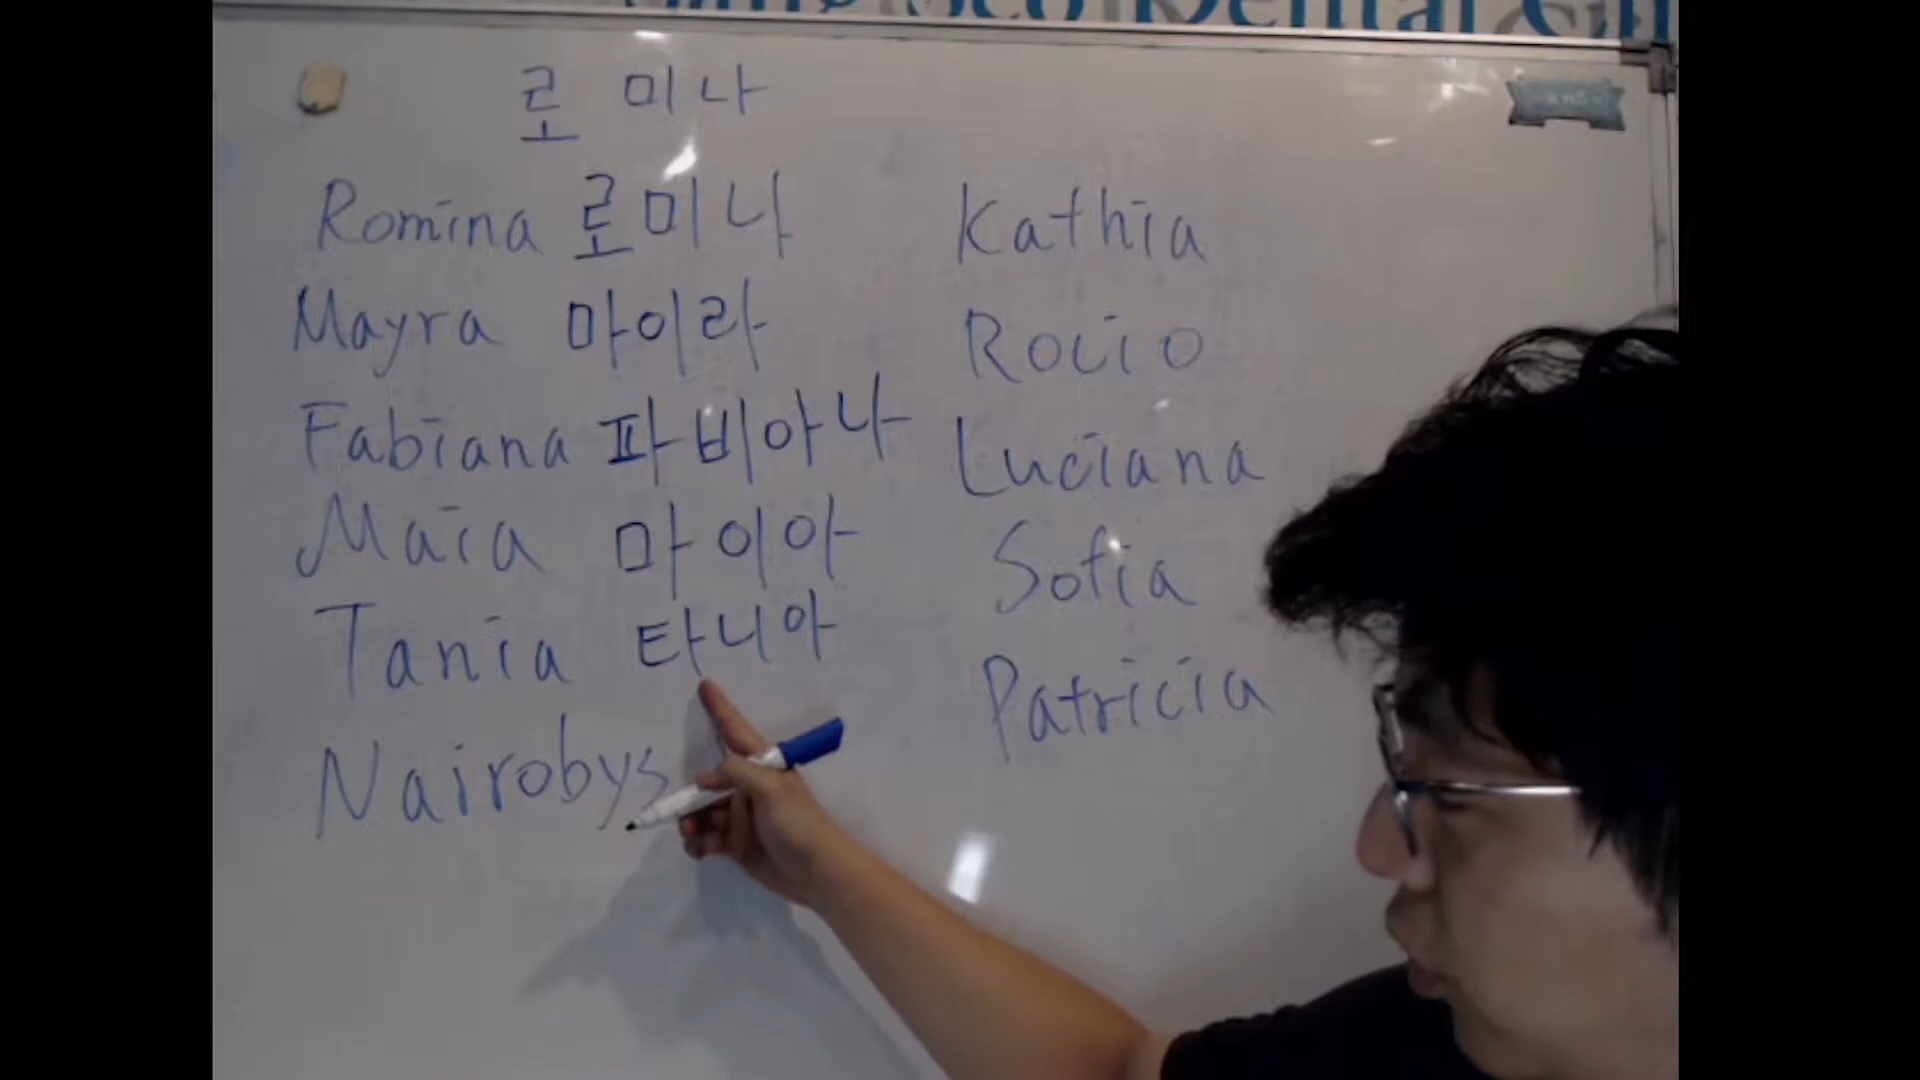 Dental
로 미나
Romina 로미나
Mayra 마이라
Fabiana 파비아나
Maia 마이아
Tania 타니아
Nairobys
Kathia
Rocio
Luciana
Sofia
Patricia